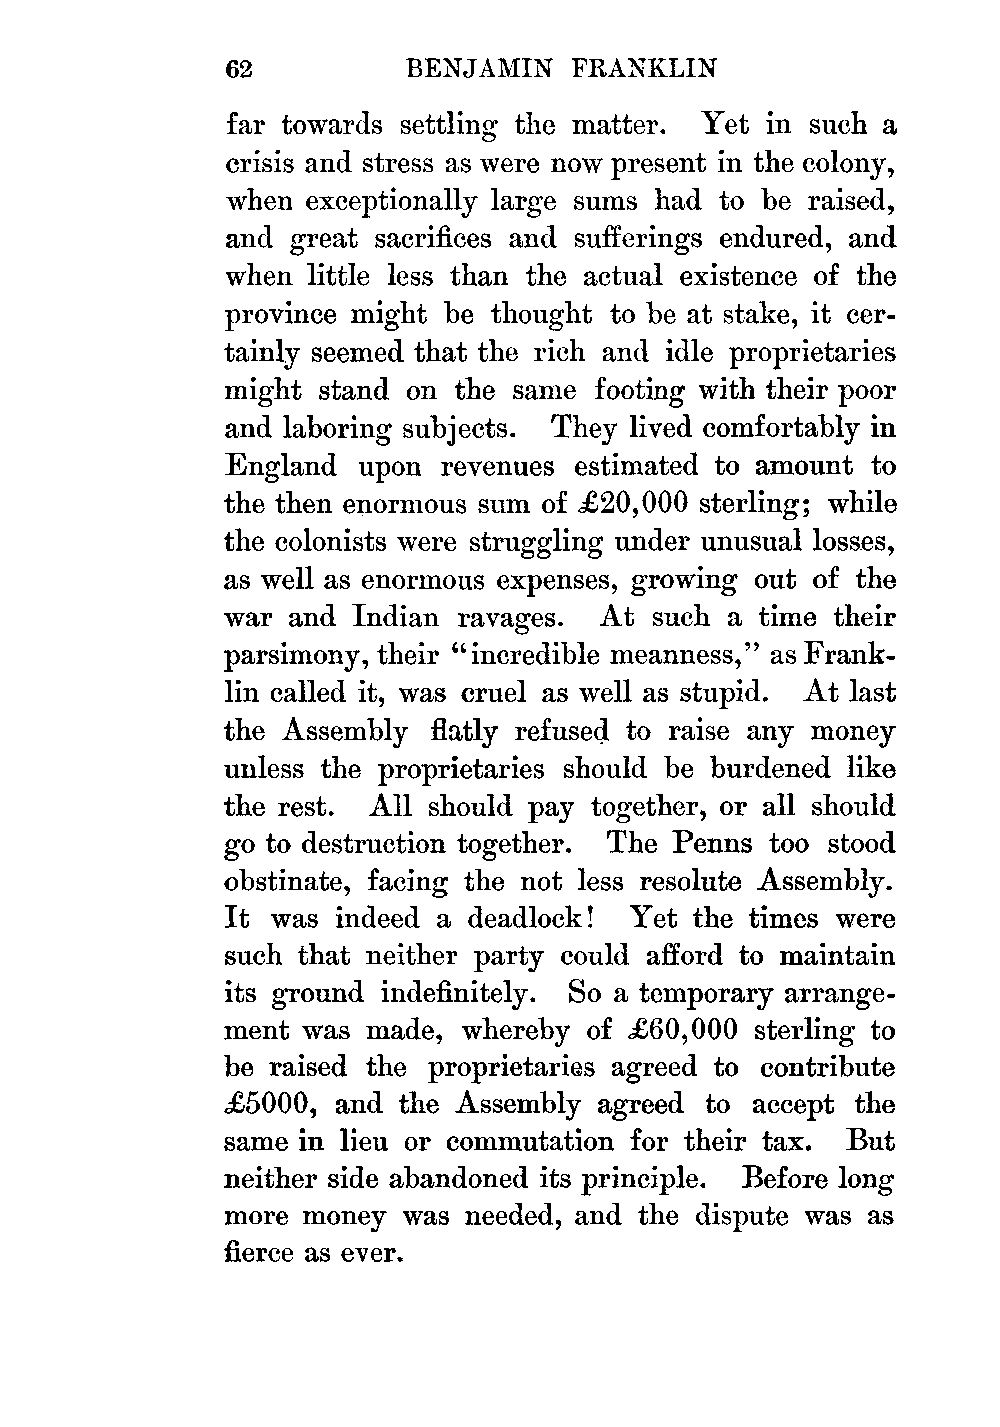 62 BENJAMIN FRANKLIN
far towards settling the matter. Yet in such a
crisis and stress as were now present in the colony,
when exceptionally large sums had to be raised,
and great sacrifices and sufferings endured, and
when little less than the actual existence of the
province might be thought to be at stake, it cer-
tainly seemed that the rich and idle proprietaries
might stand on the same footing with their poor
and laboring subjects. They lived comfortably in
England upon revenues estimated to amount to
the then enormous sum of £20,000 sterling; while
the colonists were struggling under unusual losses,
as well as enormous expenses, growing out of the
war and Indian ravages. At such a time their
parsimony, their “incredible meanness,” as Frank-
lin called it, was cruel as well as stupid. At last
the Assembly flatly refused to raise any money
unless the proprietaries should be burdened like
the rest. All should pay together, or all should
go to destruction together. The Penns too stood
obstinate, facing the not less resolute Assembly.
It was indeed a deadlock! Yet the times were
such that neither party could afford to maintain
its ground indefinitely. So a temporary arrange-
ment was made, whereby of £60,000 sterling to
be raised the proprietaries agreed to contribute
£5000, and the Assembly agreed to accept the
same in lieu or commutation for their tax. But
neither side abandoned its principle. Before long
more money was needed, and the dispute was as
fierce as ever.